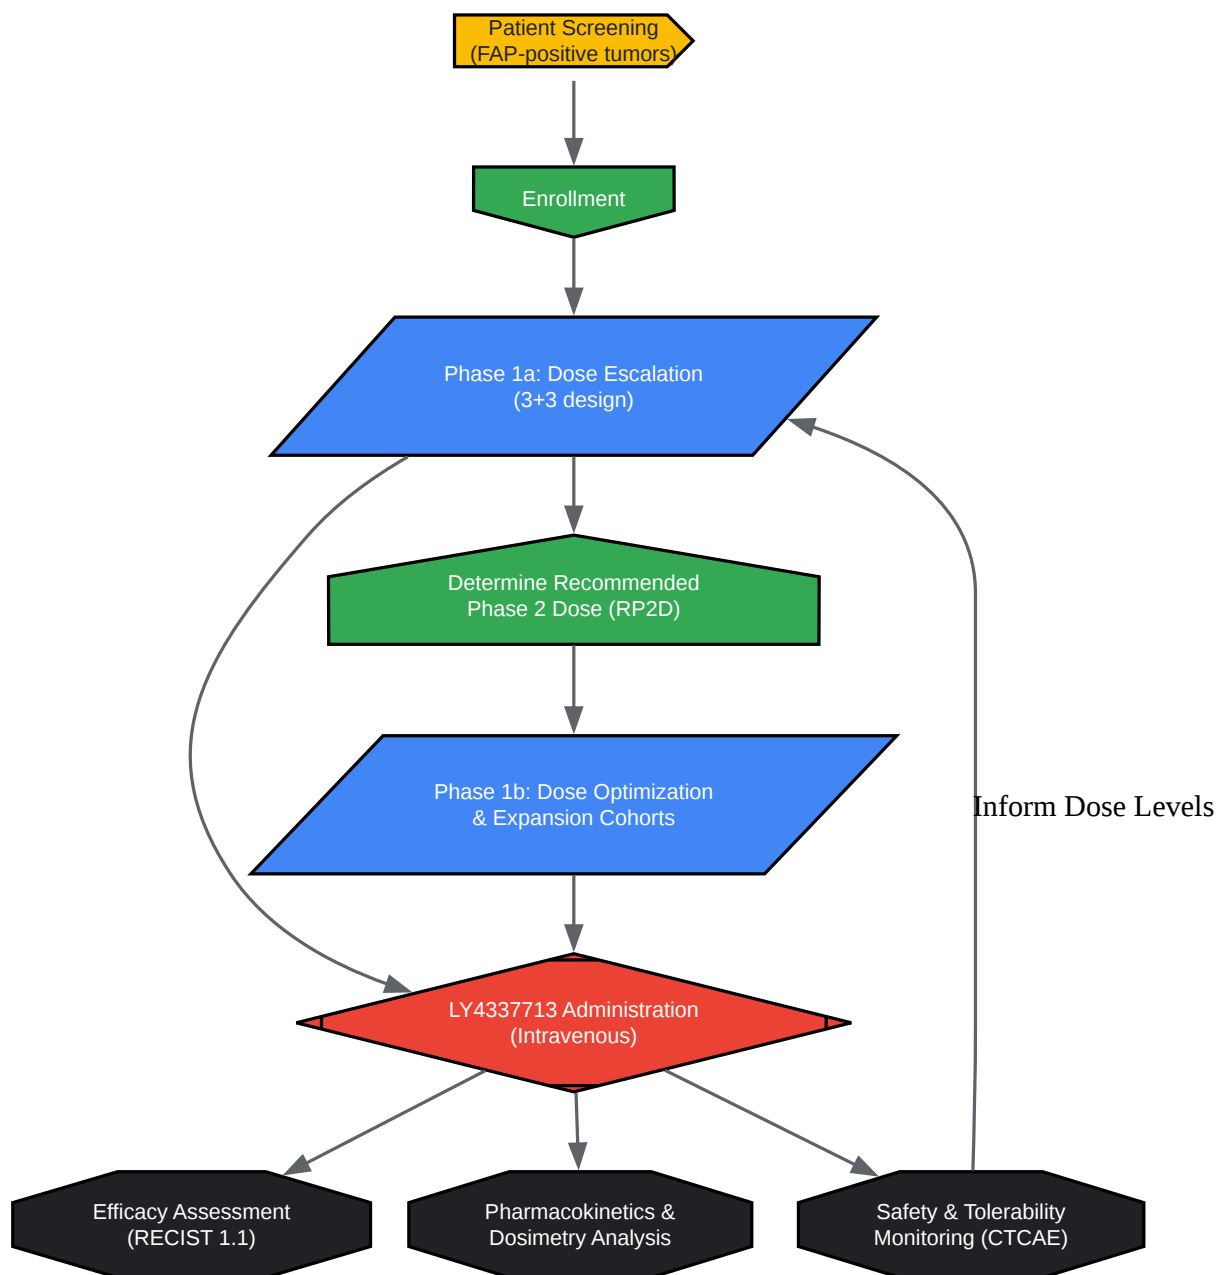 Patient Screening
(FAP-positive tumors)
Enrollment
Phase 1a: Dose Escalation
(3+3 design)
Determine Recommended
Phase 2 Dose (RP2D)
Phase 1b: Dose Optimization
& Expansion Cohorts
Inform Dose Levels
LY4337713 Administration
(Intravenous)
Efficacy Assessment
(RECIST 1.1)
Pharmacokinetics &
Dosimetry Analysis
Safety & Tolerability
Monitoring (CTCAE)